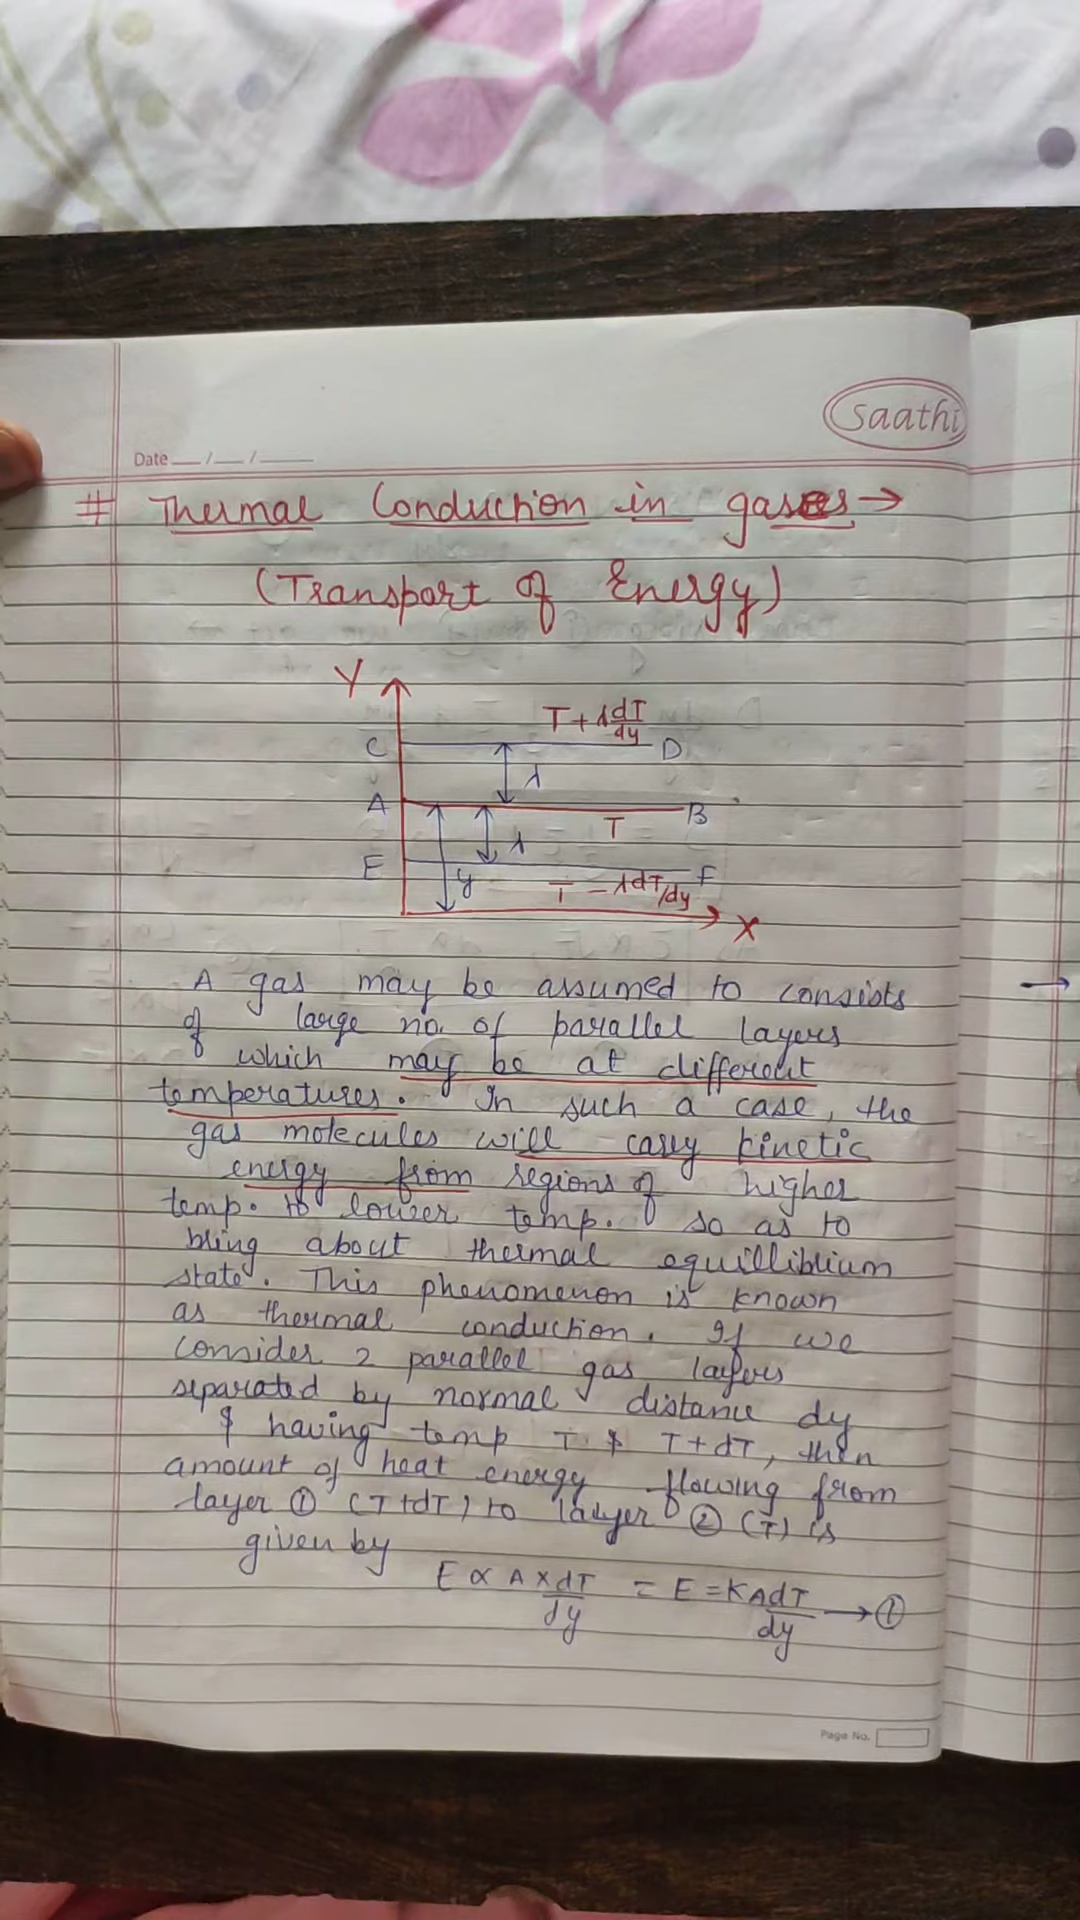 Saathi
Date __/__/____
# Thermal Conduction in gases →
(Transport of Energy)
Y
T + λ dT/dy
C D
λ
A B
T
λ
E F
y T - λ dT/dy
X
A gas may be assumed to consists
of large no. of parallel layers
which may be at different
temperatures. In such a case, the
gas molecules will carry kinetic
energy from regions of higher
temp. to lower temp. so as to
bring about thermal equillibrium
state. This phenomenon is known
as thermal conduction. If we
consider 2 parallel gas layers
separated by normal distance dy
& having temp T & T+dT, then
amount of heat energy flowing from
layer ① (T+dT) to layer ② (T) is
given by
E ∝ A x dT/dy = E = KA dT/dy → ①
Page No.